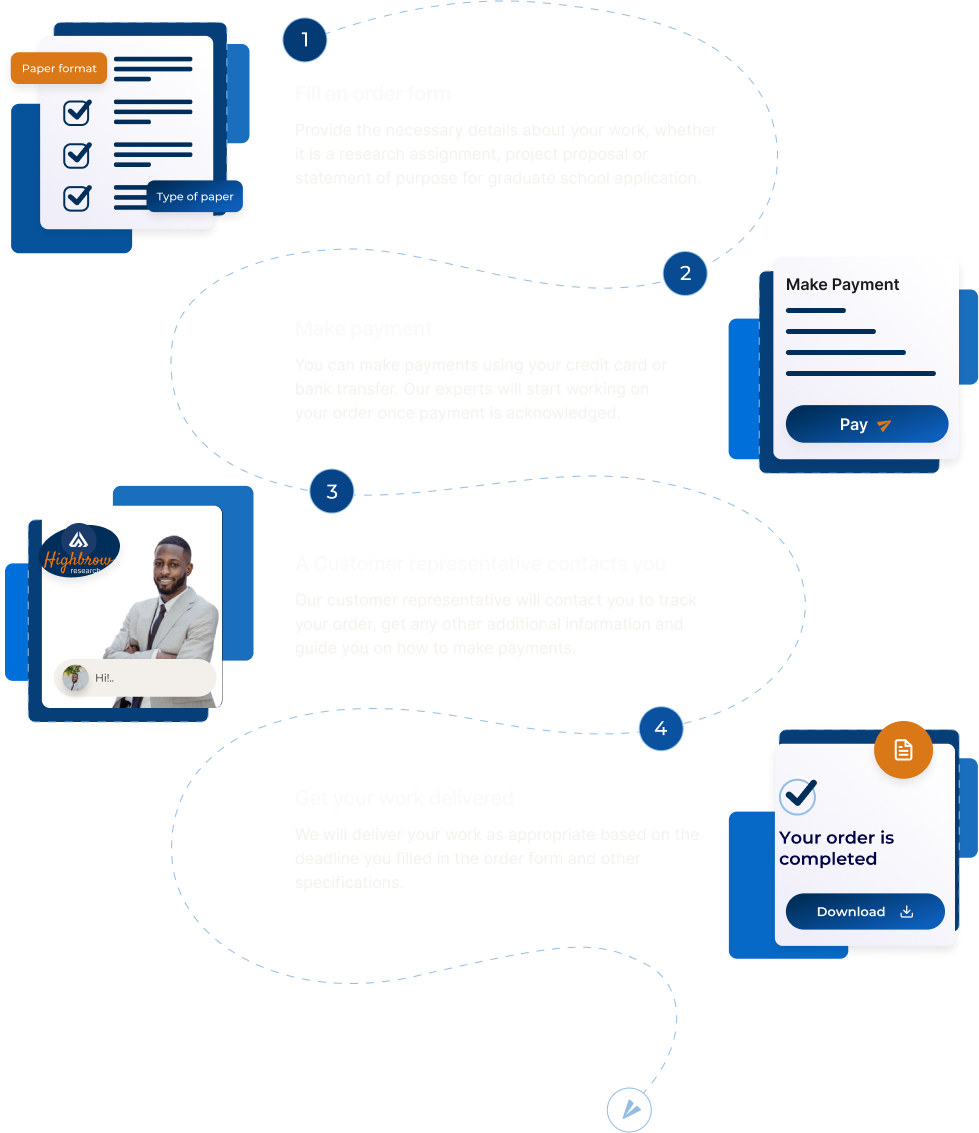 1
Paper format
Fill an order form
Provide the necessary details about your work, whether
it is a research assignment, project proposal or
statement of purpose for graduate school application.
Type of paper
2
Make Payment
Pay
Make payment
You can make payments using your credit card or
bank transfer. Our experts will start working on
your order once payment is acknowledged.
3
Highbrow
research
Hi!..
A Customer representative contacts you
Our customer representative will contact you to track
your order, get any other additional information and
guide you on how to make payments.
4
Get your work delivered
We will deliver your work as appropriate based on the
deadline you filled in the order form and other
specifications.
Your order is
completed
Download